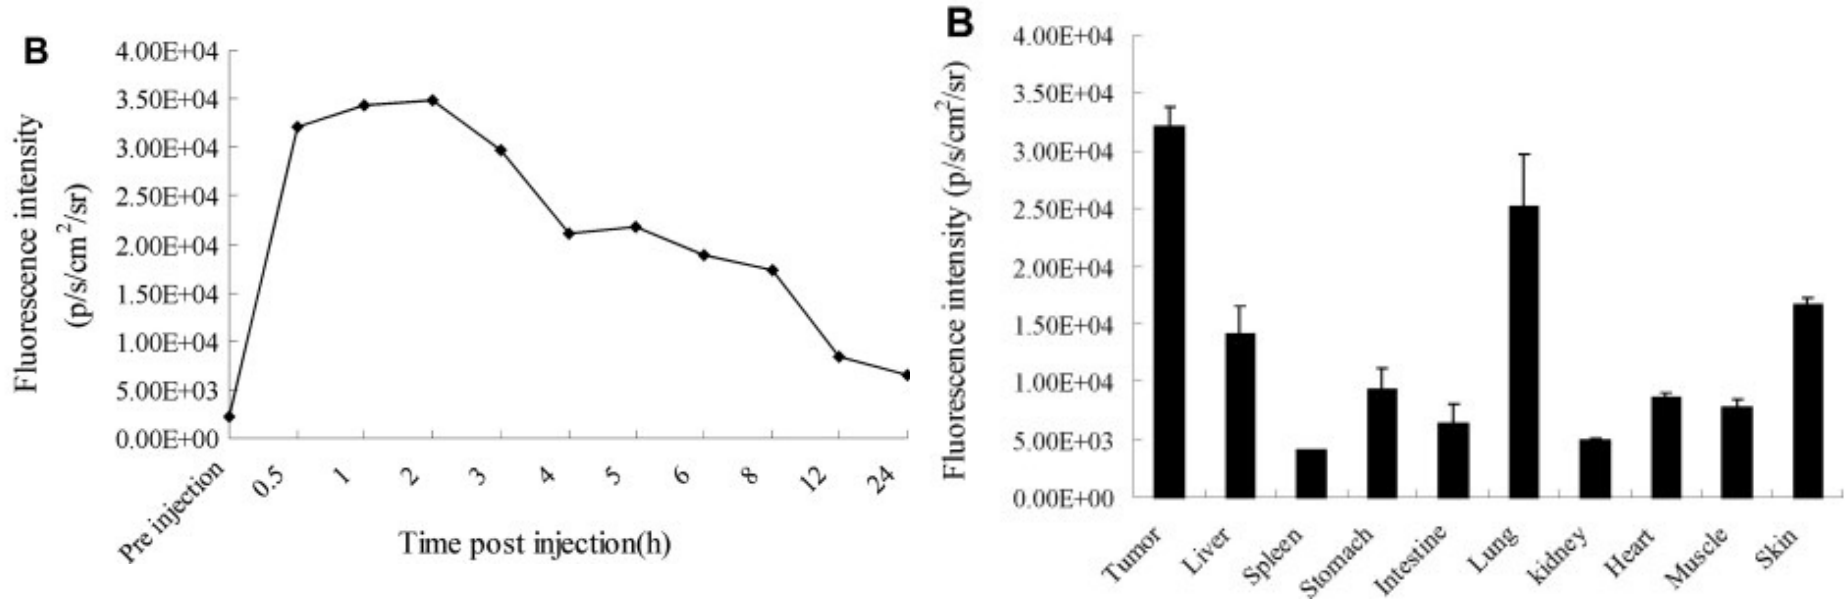 B
4.00E+04
3.50E+04
3.00E+04
2.50E+04
2.00E+04
1.50E+04
1.00E+04
5.00E+03
0.00E+00
Fluorescence intensity
(p/s/cm²/sr)
Pre injection
0.5
1
2
3
4
5
6
8
12
24
Time post injection(h)
B
4.00E+04
3.50E+04
3.00E+04
2.50E+04
2.00E+04
1.50E+04
1.00E+04
5.00E+03
0.00E+00
Fluorescence intensity (p/s/cm²/sr)
Tumor
Liver
Spleen
Stomach
Intestine
Lung
kidney
Heart
Muscle
Skin